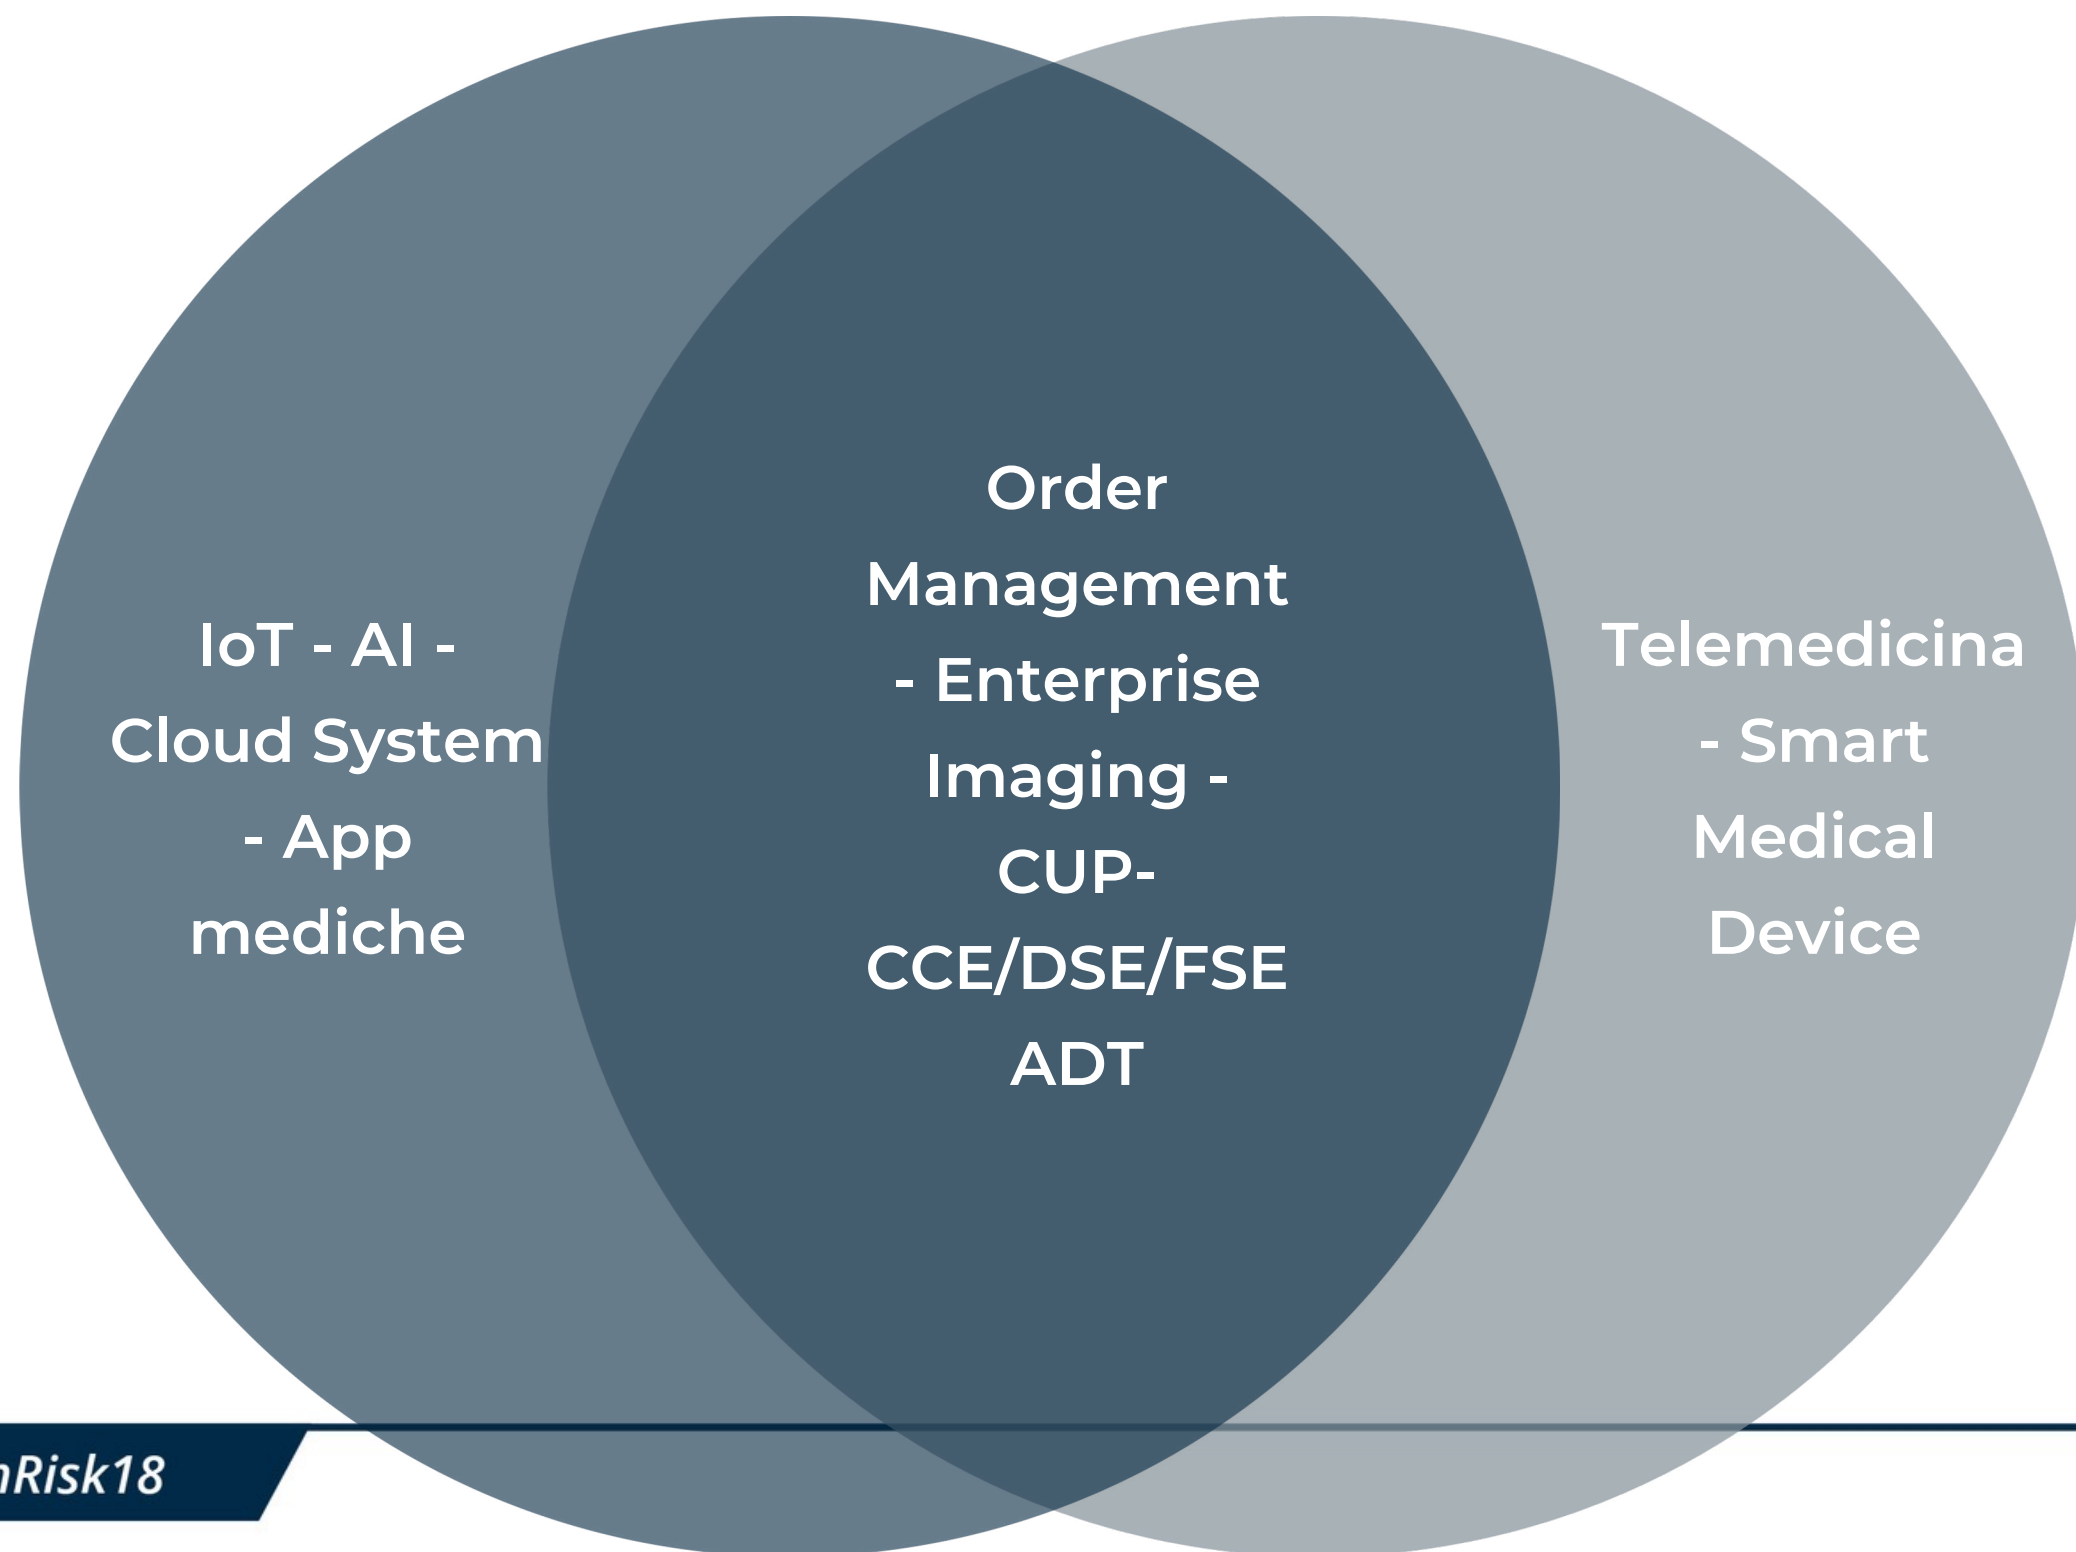 IoT - AI -
Cloud System
- App
mediche
Order
Management
- Enterprise
Imaging -
CUP-
CCE/DSE/FSE
ADT
Telemedicina
- Smart
Medical
Device
Risk18